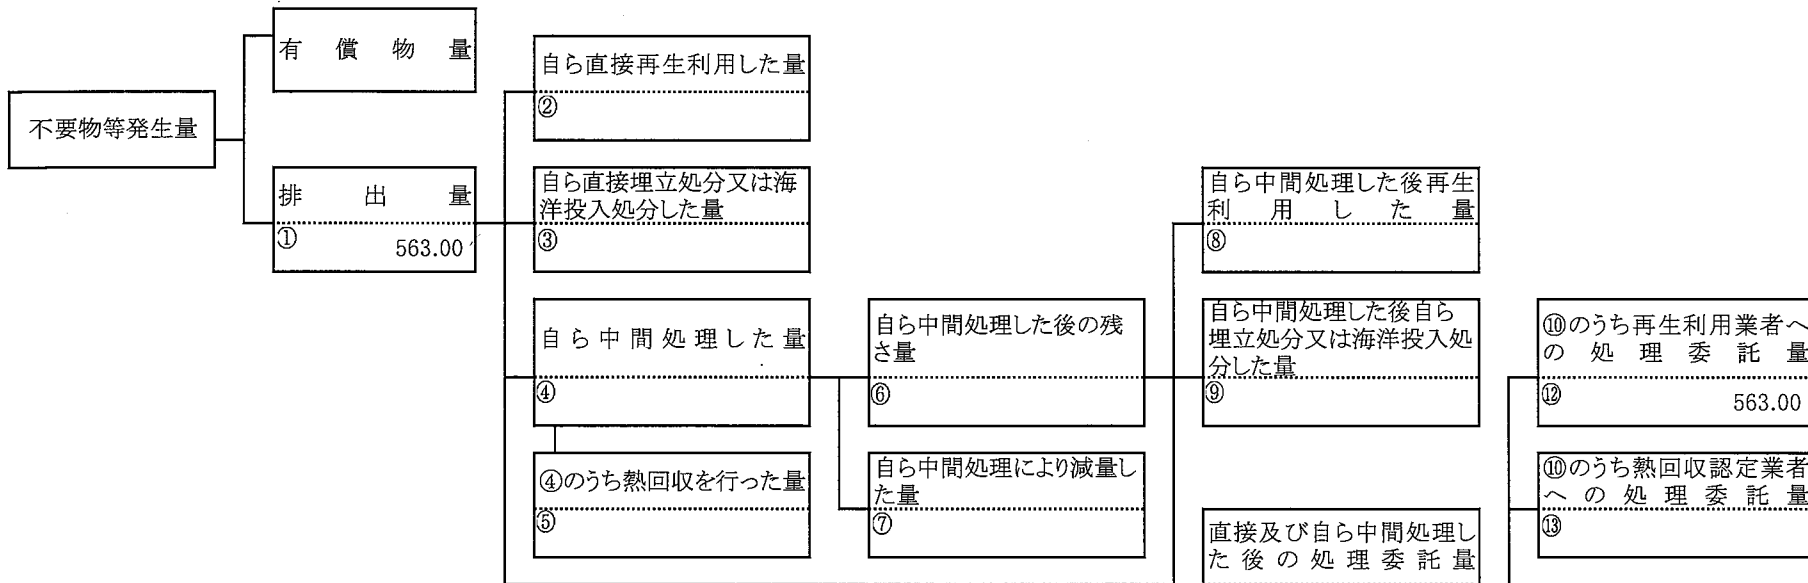 有償物量
不要物等発生量
排出量
①
563.00
自ら直接再生利用した量
②
自ら直接埋立処分又は海
洋投入処分した量
③
自ら中間処理した量
④
④のうち熱回収を行った量
⑤
自ら中間処理した後の残
さ量
⑥
自ら中間処理により減量し
た量
⑦
自ら中間処理した後再生
利用した量
⑧
自ら中間処理した後自ら
埋立処分又は海洋投入処
分した量
⑨
直接及び自ら中間処理し
た後の処理委託量
⑩のうち再生利用業者へ
の処理委託量
⑫
563.00
⑩のうち熱回収認定業者
への処理委託量
⑬